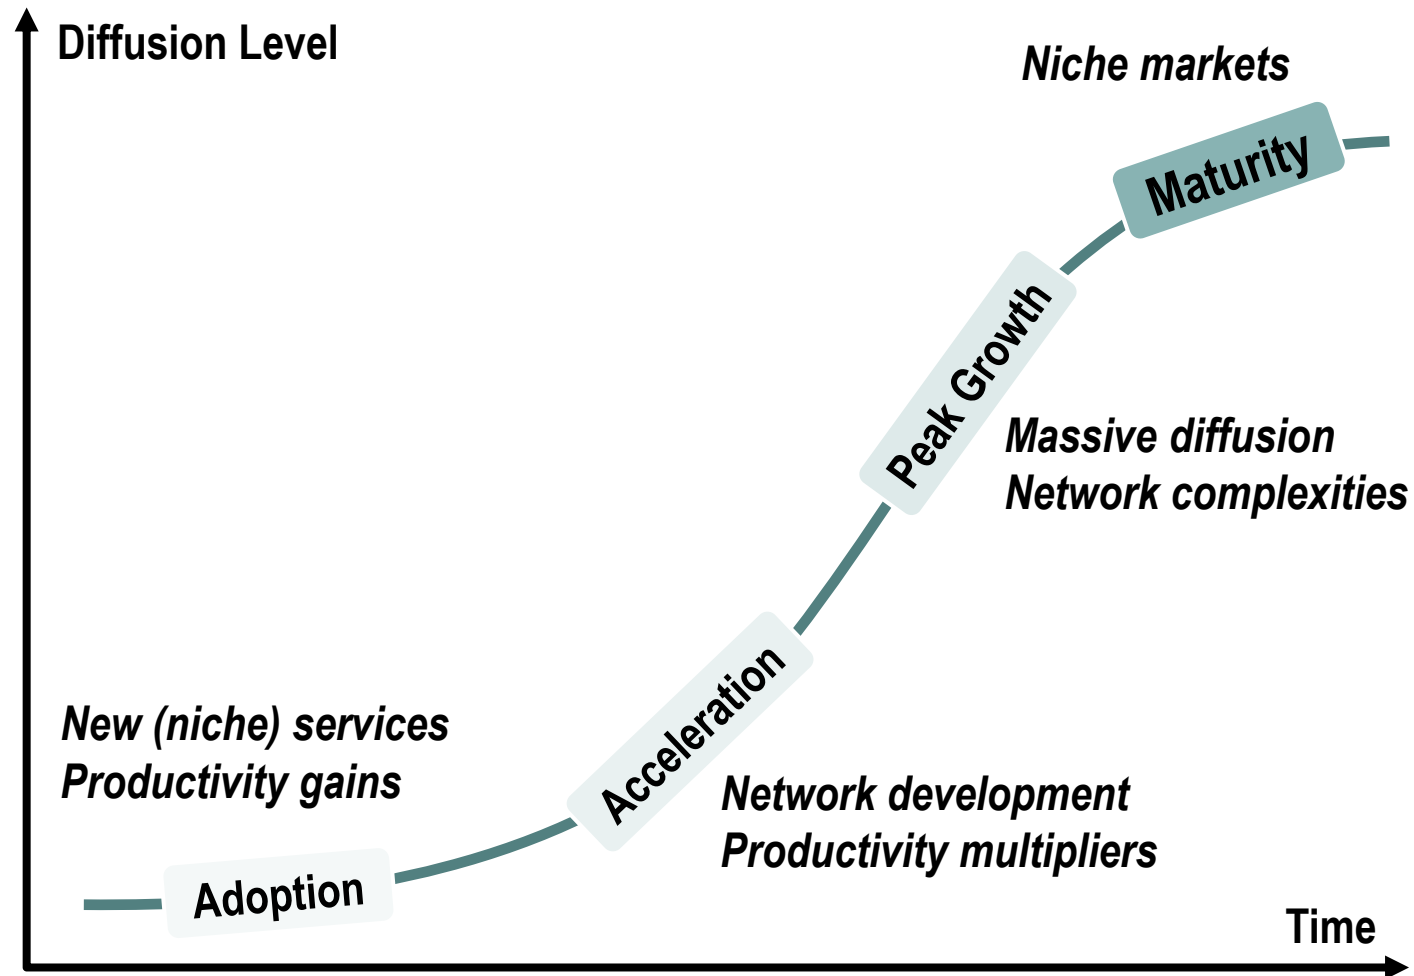 Diffusion Level
Niche markets
Maturity
Peak Growth
Massive diffusion
Network complexities
Acceleration
New (niche) services
Productivity gains
Network development
Productivity multipliers
Adoption
Time